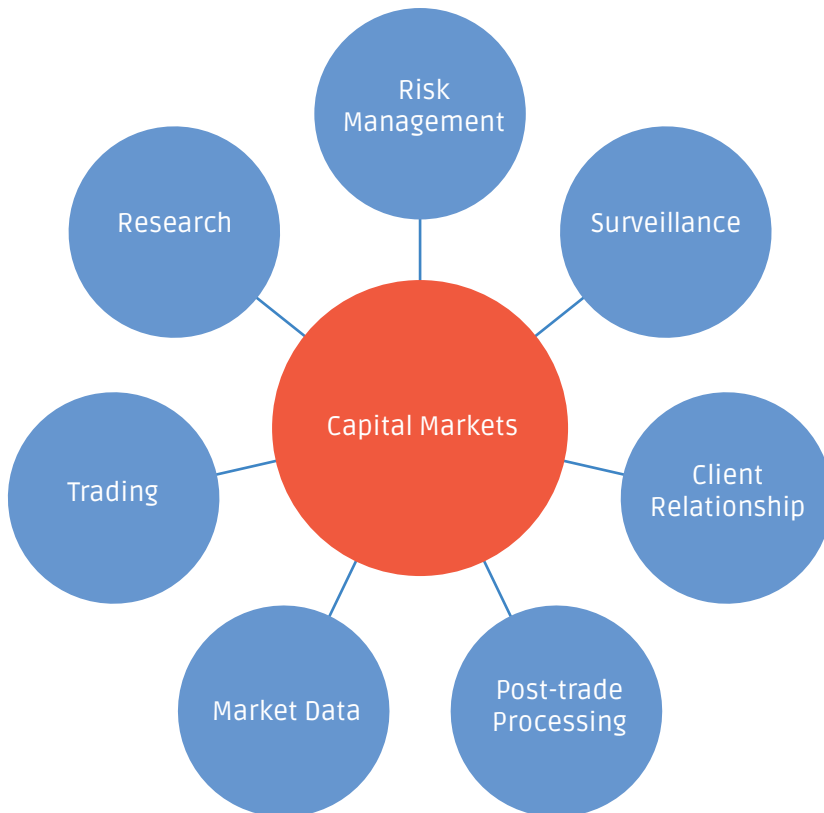 Risk
Management
Research
Surveillance
Capital Markets
Trading
Client
Relationship
Market Data
Post-trade
Processing